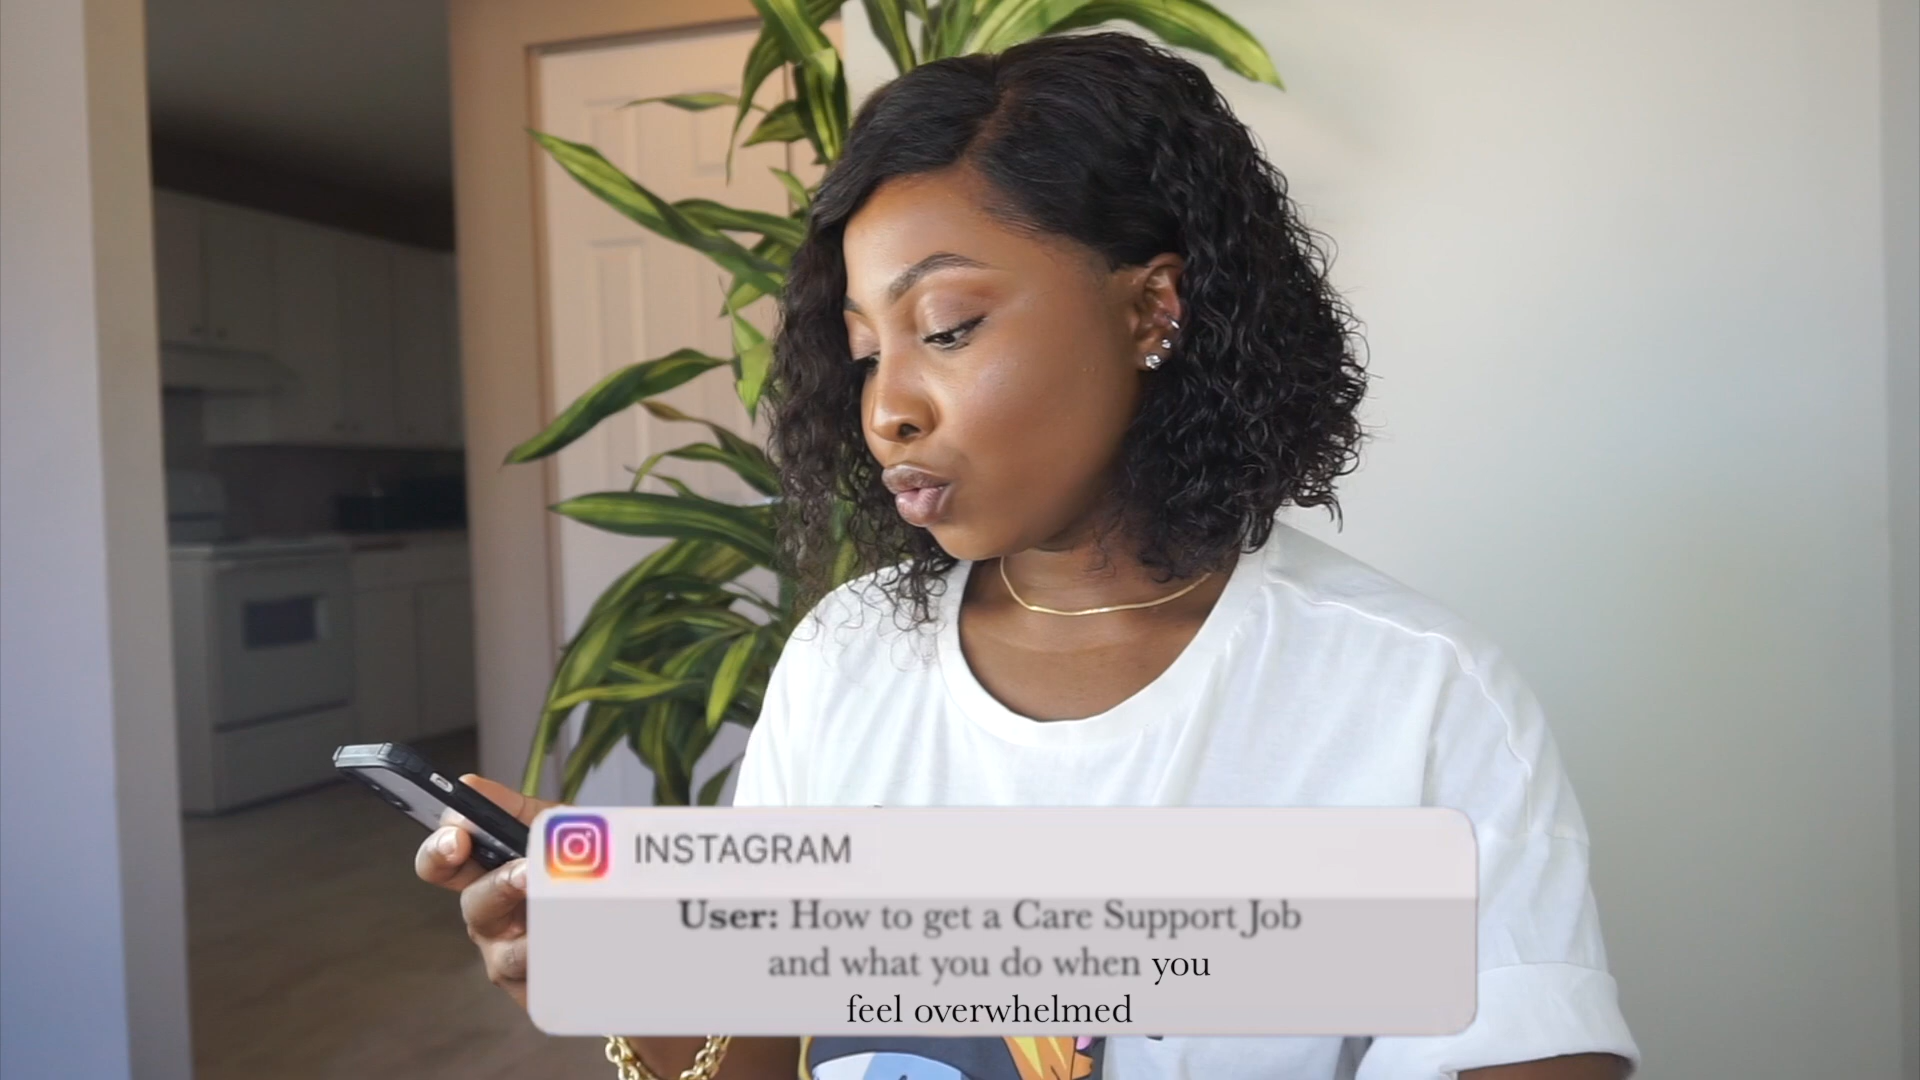 INSTAGRAM
User: How to get a Care Support Job
and what you do when you
feel overwhelmed